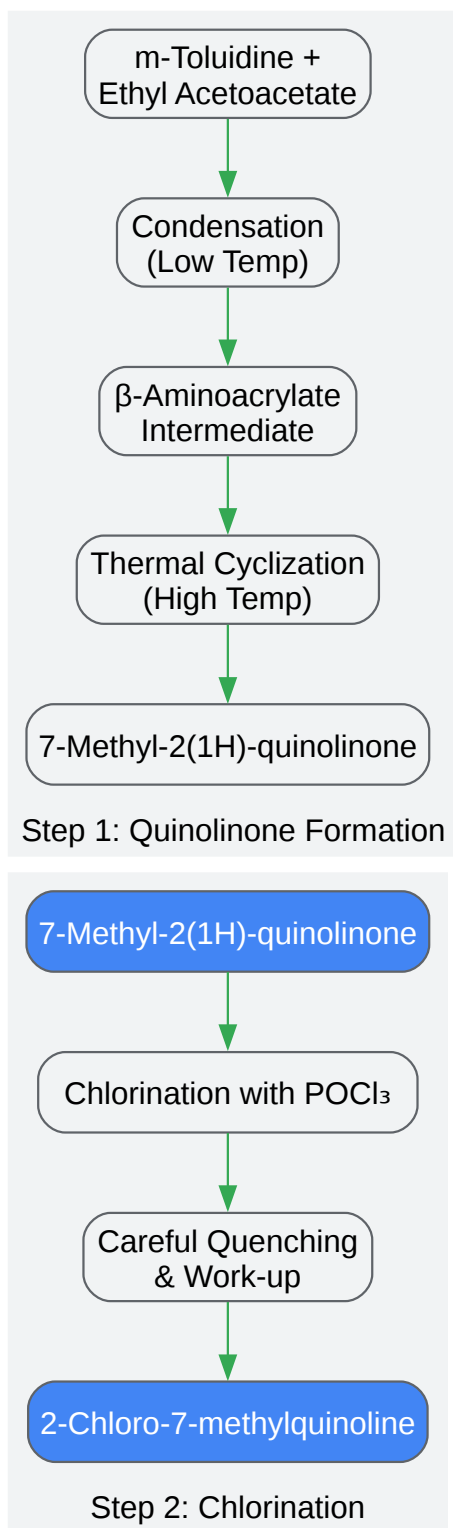 m-Toluidine +
Ethyl Acetoacetate
Condensation
(Low Temp)
β-Aminoacrylate
Intermediate
Thermal Cyclization
(High Temp)
7-Methyl-2(1H)-quinolinone
Step 1: Quinolinone Formation
7-Methyl-2(1H)-quinolinone
Chlorination with POCl₃
Careful Quenching
& Work-up
2-Chloro-7-methylquinoline
Step 2: Chlorination